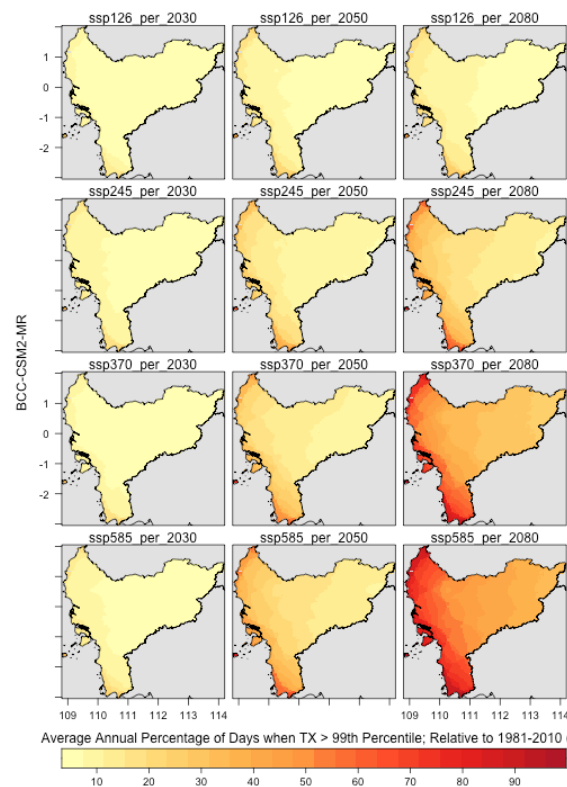 ssp126_per_2030 ssp126_per_2050 ssp126_per_2080
1
0
-1
-2
ssp245_per_2030 ssp245_per_2050 ssp245_per_2080
BCC-CSM2-MR
ssp370_per_2030 ssp370_per_2050 ssp370_per_2080
1
0
-1
-2
ssp585_per_2030 ssp585_per_2050 ssp585_per_2080
109 110 111 112 113 114 109 110 111 112 113 114
Average Annual Percentage of Days when TX > 99th Percentile; Relative to 1981-2010 (
10 20 30 40 50 60 70 80 90